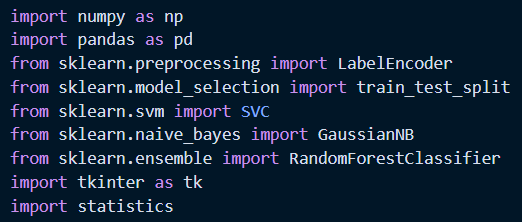 import numpy as np
import pandas as pd
from sklearn.preprocessing import LabelEncoder
from sklearn.model_selection import train_test_split
from sklearn.svm import SVC
from sklearn.naive_bayes import GaussianNB
from sklearn.ensemble import RandomForestClassifier
import tkinter as tk
import statistics